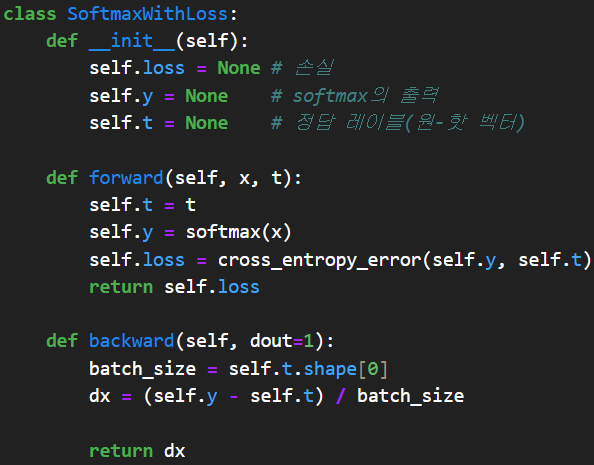 class SoftmaxWithLoss:
    def __init__(self):
        self.loss = None # 손실
        self.y = None    # softmax의 출력
        self.t = None    # 정답 레이블(원-핫 벡터)

    def forward(self, x, t):
        self.t = t
        self.y = softmax(x)
        self.loss = cross_entropy_error(self.y, self.t)
        return self.loss

    def backward(self, dout=1):
        batch_size = self.t.shape[0]
        dx = (self.y - self.t) / batch_size

        return dx